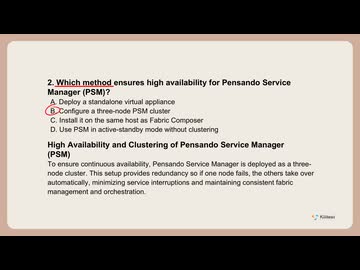 2. Which method ensures high availability for Pensando Service
Manager (PSM)?
A. Deploy a standalone virtual appliance
B. Configure a three-node PSM cluster
C. Install it on the same host as Fabric Composer
D. Use PSM in active-standby mode without clustering
High Availability and Clustering of Pensando Service Manager
(PSM)
To ensure continuous availability, Pensando Service Manager is deployed as a three-
node cluster. This setup provides redundancy so if one node fails, the others take over
automatically, minimizing service interruptions and maintaining consistent fabric
management and orchestration.